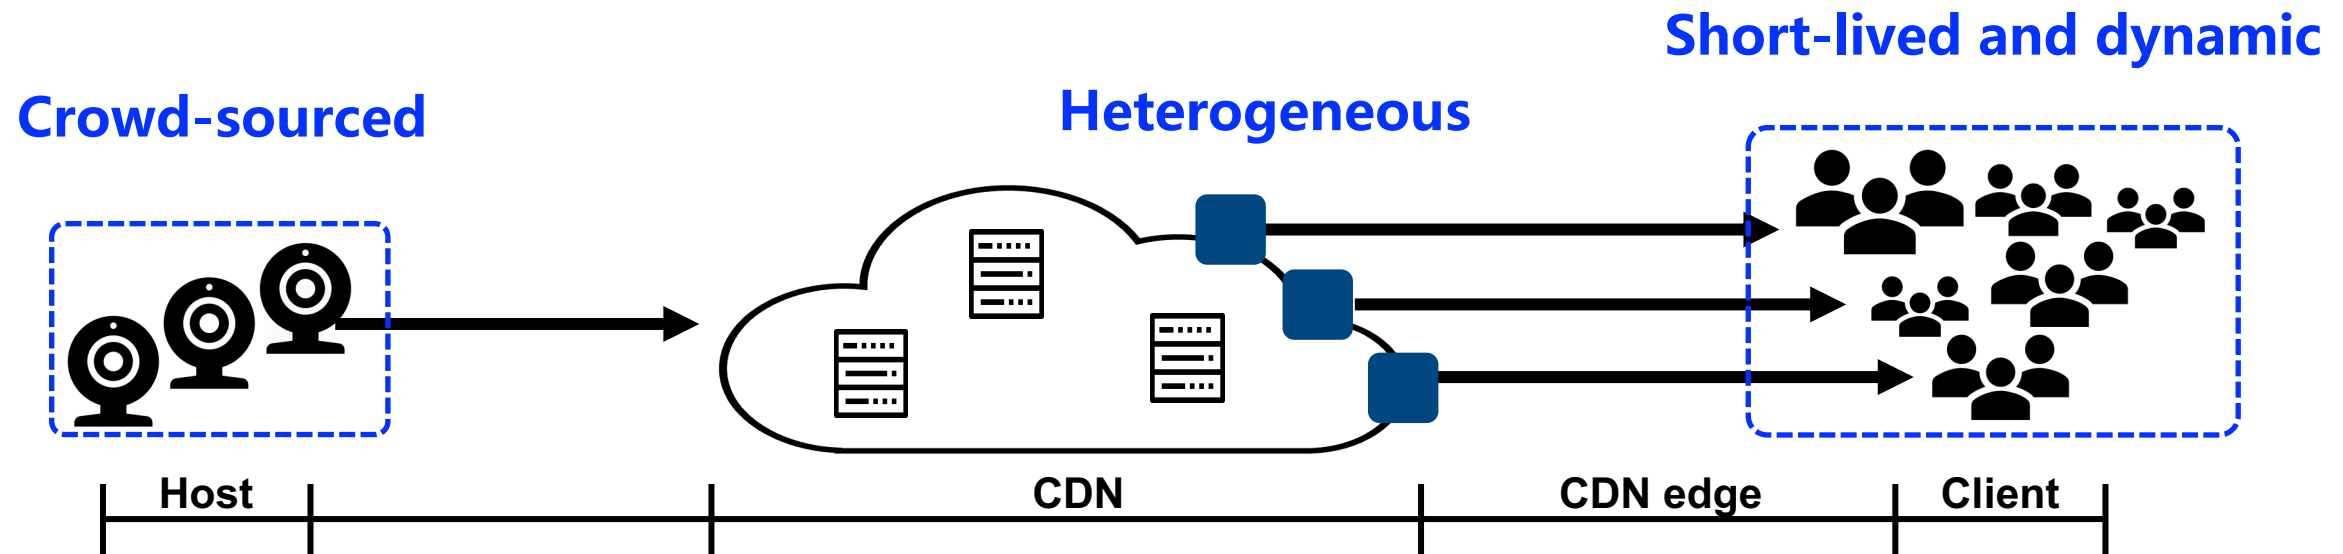 Short-lived and dynamic
Crowd-sourced
Heterogeneous
Host
CDN
CDN edge
Client